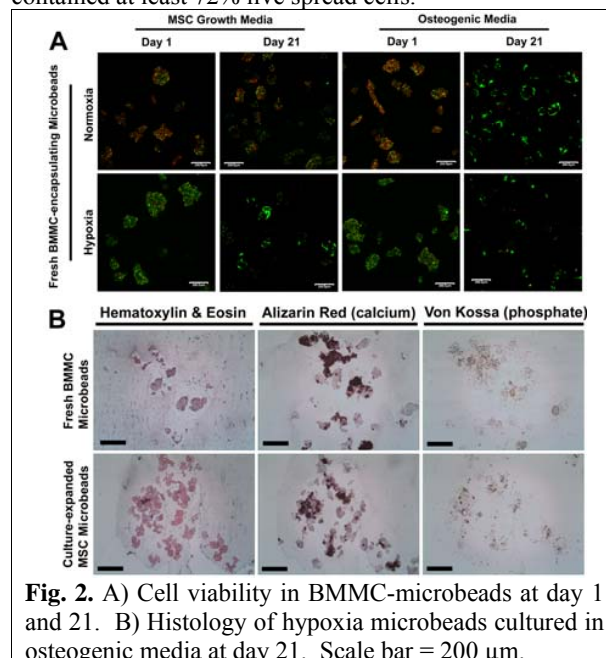 contained at least 72% live spread cells.
A
MSC Growth Media
Osteogenic Media
Day 1
Day 21
Day 1
Day 21
Fresh BMMC-encapsulating Microbeads
Normoxia
Hypoxia
B
Hematoxylin & Eosin
Alizarin Red (calcium)
Von Kossa (phosphate)
Fresh BMMC
Microbeads
Culture-expanded
MSC Microbeads
Fig. 2. A) Cell viability in BMMC-microbeads at day 1
and 21. B) Histology of hypoxia microbeads cultured in
osteogenic media at day 21. Scale bar = 200 µm.